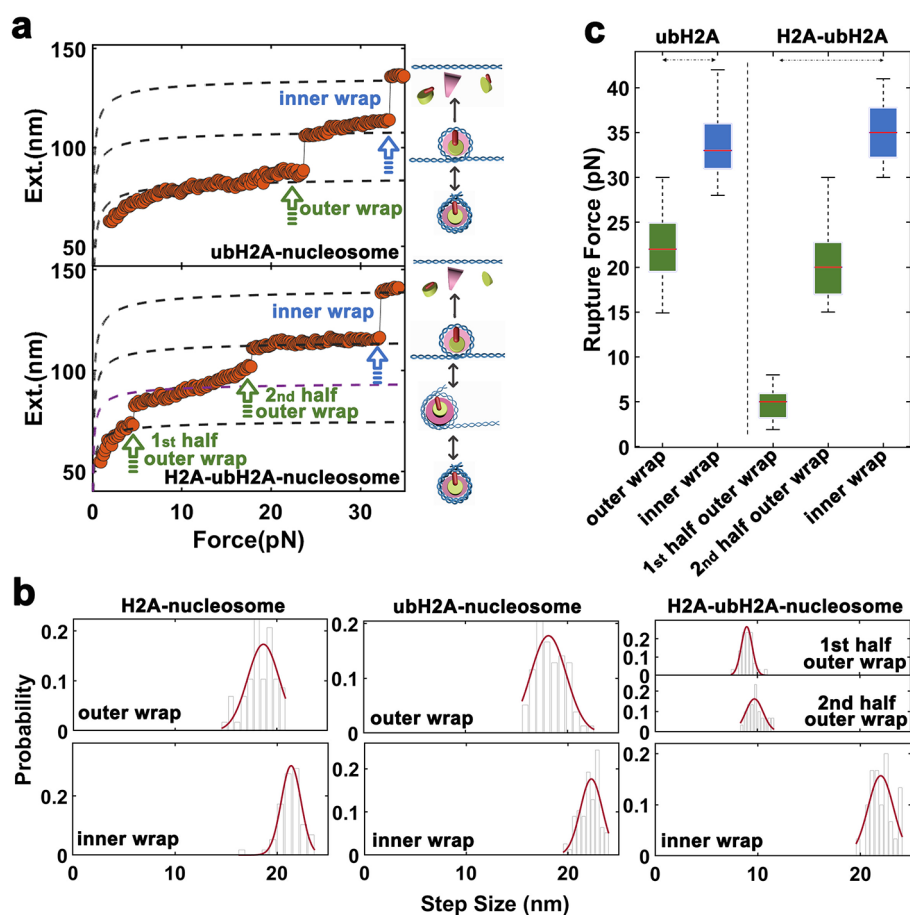 a
150
100
50
Ext.(nm)
inner wrap
outer wrap
ubH2A-nucleosome
150
100
50
Ext.(nm)
inner wrap
2nd half
outer wrap
1st half
outer wrap
H2A-ubH2A-nucleosome
0 10 20 30
Force(pN)
c
ubH2A H2A-ubH2A
40
35
30
25
20
15
10
5
0
Rupture Force (pN)
outer wrap
inner wrap
1st half outer wrap
2nd half outer wrap
inner wrap
b
H2A-nucleosome
0.2
0.1
0
outer wrap
0.2
0.1
0
inner wrap
0 10 20
Probability
ubH2A-nucleosome
0.2
0.1
0
outer wrap
0.2
0.1
0
inner wrap
0 10 20
H2A-ubH2A-nucleosome
0.2
0.1
0
1st half
outer wrap
0.2
0.1
0
2nd half
outer wrap
0.2
0.1
0
inner wrap
0 10 20
Step Size (nm)